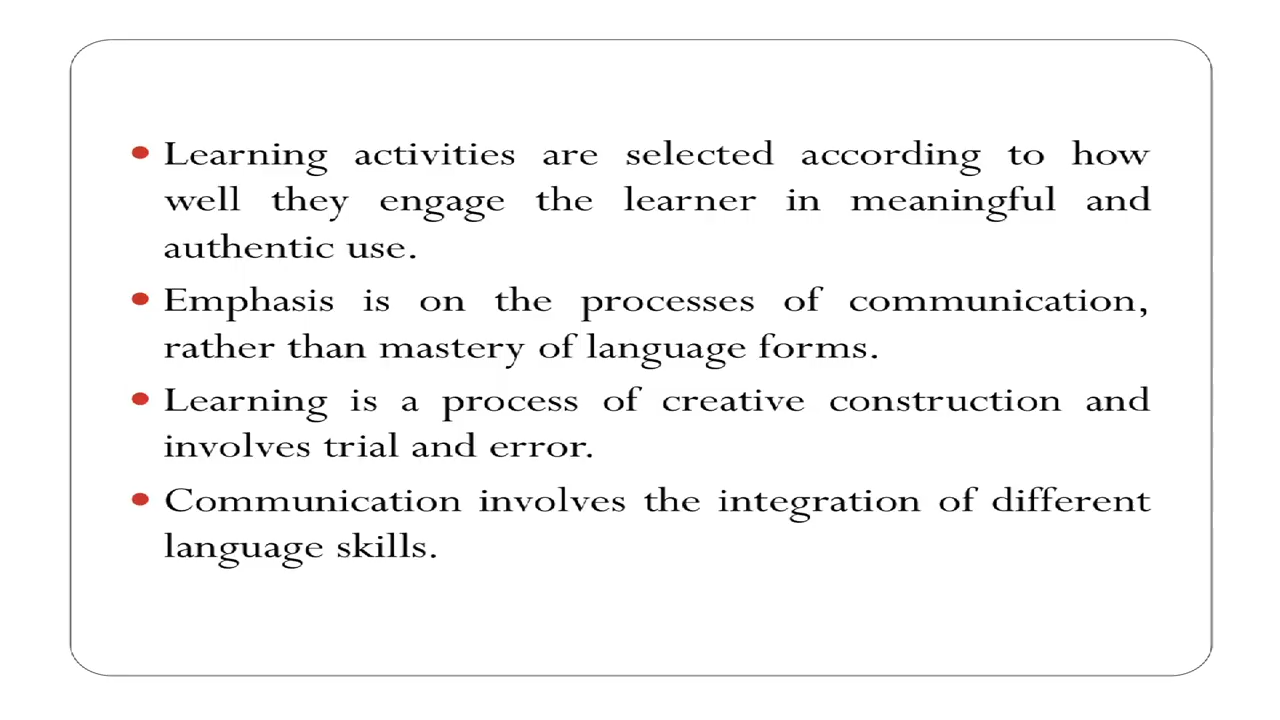 • Learning activities are selected according to how
well they engage the learner in meaningful and
authentic use.
• Emphasis is on the processes of communication,
rather than mastery of language forms.
• Learning is a process of creative construction and
involves trial and error.
• Communication involves the integration of different
language skills.